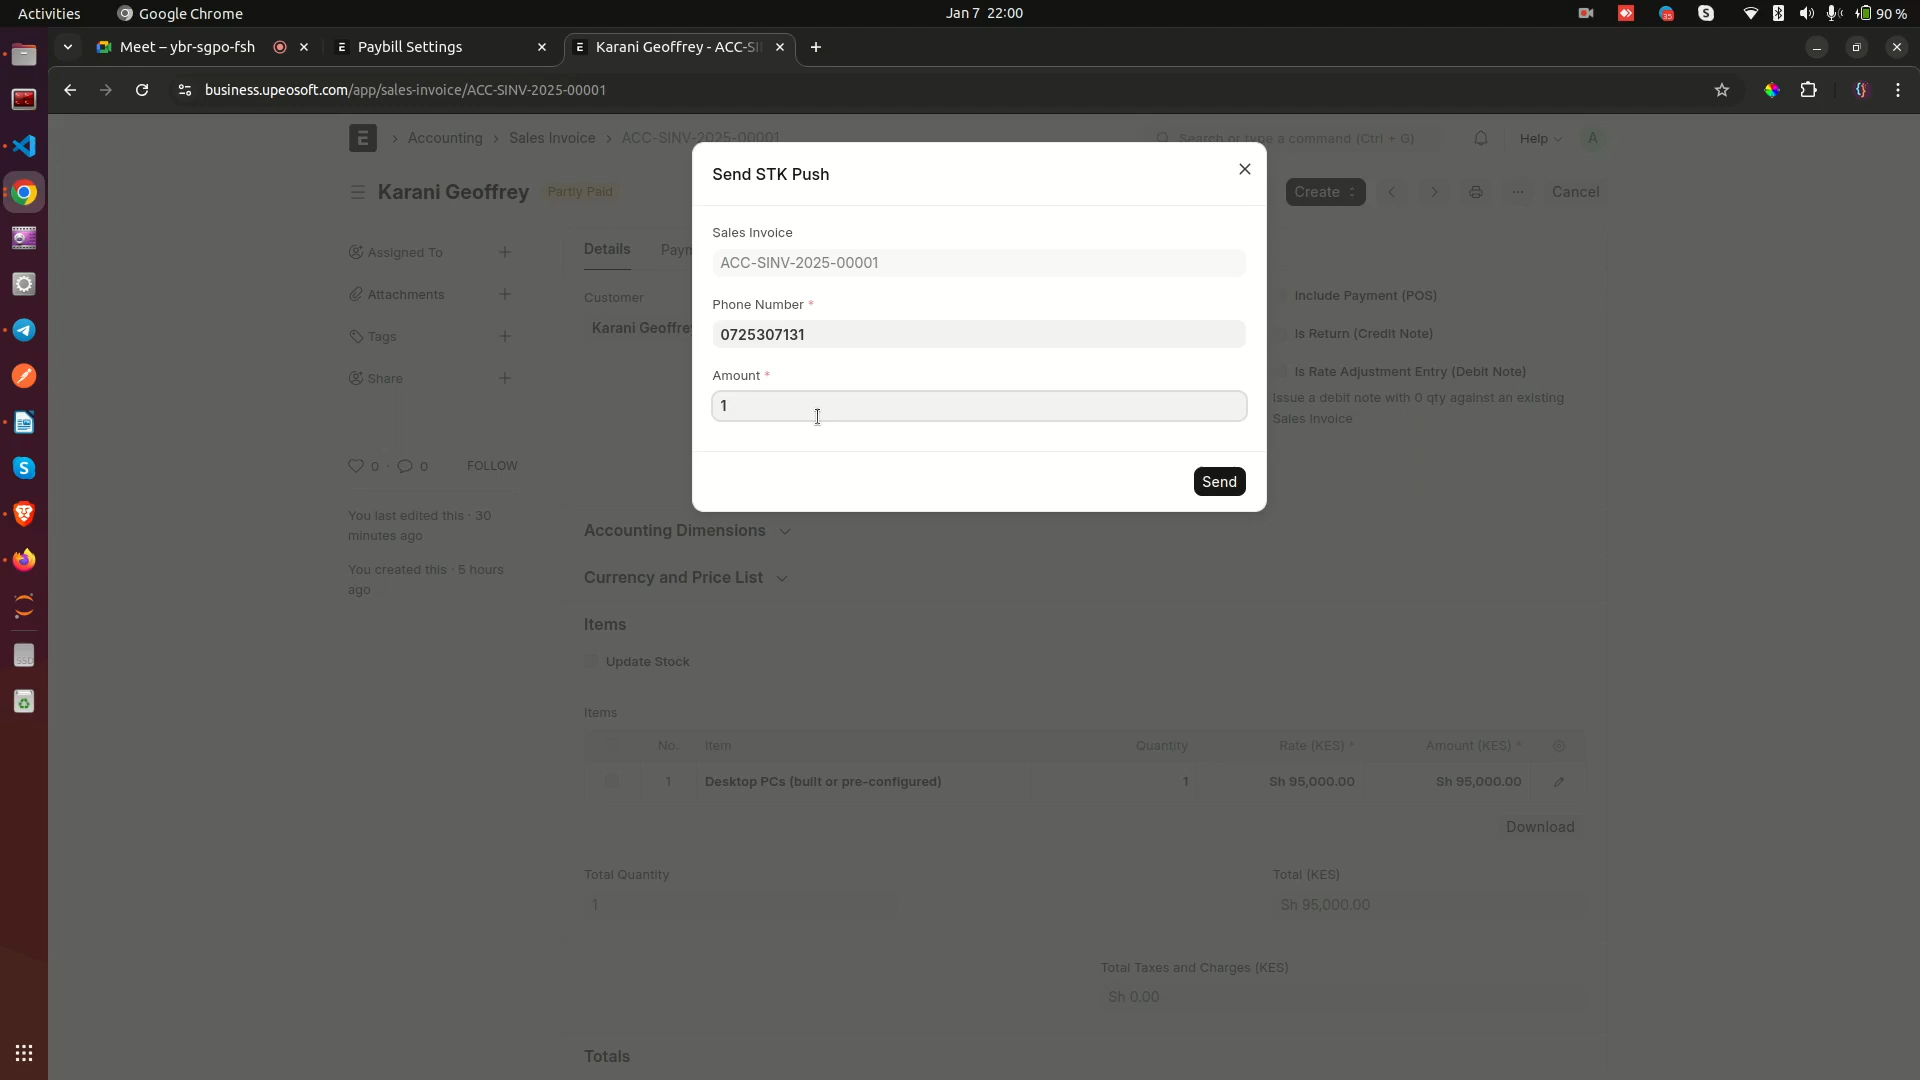 Activities
Google Chrome
Jan 7 22:00
90 %
Meet – ybr-sgpo-fsh
E Paybill Settings
E Karani Geoffrey - ACC-SI
business.upeosoft.com/app/sales-invoice/ACC-SINV-2025-00001
E > Accounting > Sales Invoice > ACC-SINV-2025-00001
Search or type a command (Ctrl + G)
Help
A
Karani Geoffrey
Partly Paid
Create
Cancel
Send STK Push
Sales Invoice
ACC-SINV-2025-00001
Phone Number *
0725307131
Amount *
1
Send
Assigned To
Attachments
Tags
Share
0 · 0 FOLLOW
You last edited this · 30
minutes ago
You created this · 5 hours
ago
Details
Paym
Customer
Karani Geoffre
Include Payment (POS)
Is Return (Credit Note)
Is Rate Adjustment Entry (Debit Note)
Issue a debit note with 0 qty against an existing
Sales Invoice
Accounting Dimensions
Currency and Price List
Items
Update Stock
Items
No. Item Quantity Rate (KES) * Amount (KES) *
1 Desktop PCs (built or pre-configured) 1 Sh 95,000.00 Sh 95,000.00
Download
Total Quantity
1
Total (KES)
Sh 95,000.00
Total Taxes and Charges (KES)
Sh 0.00
Totals